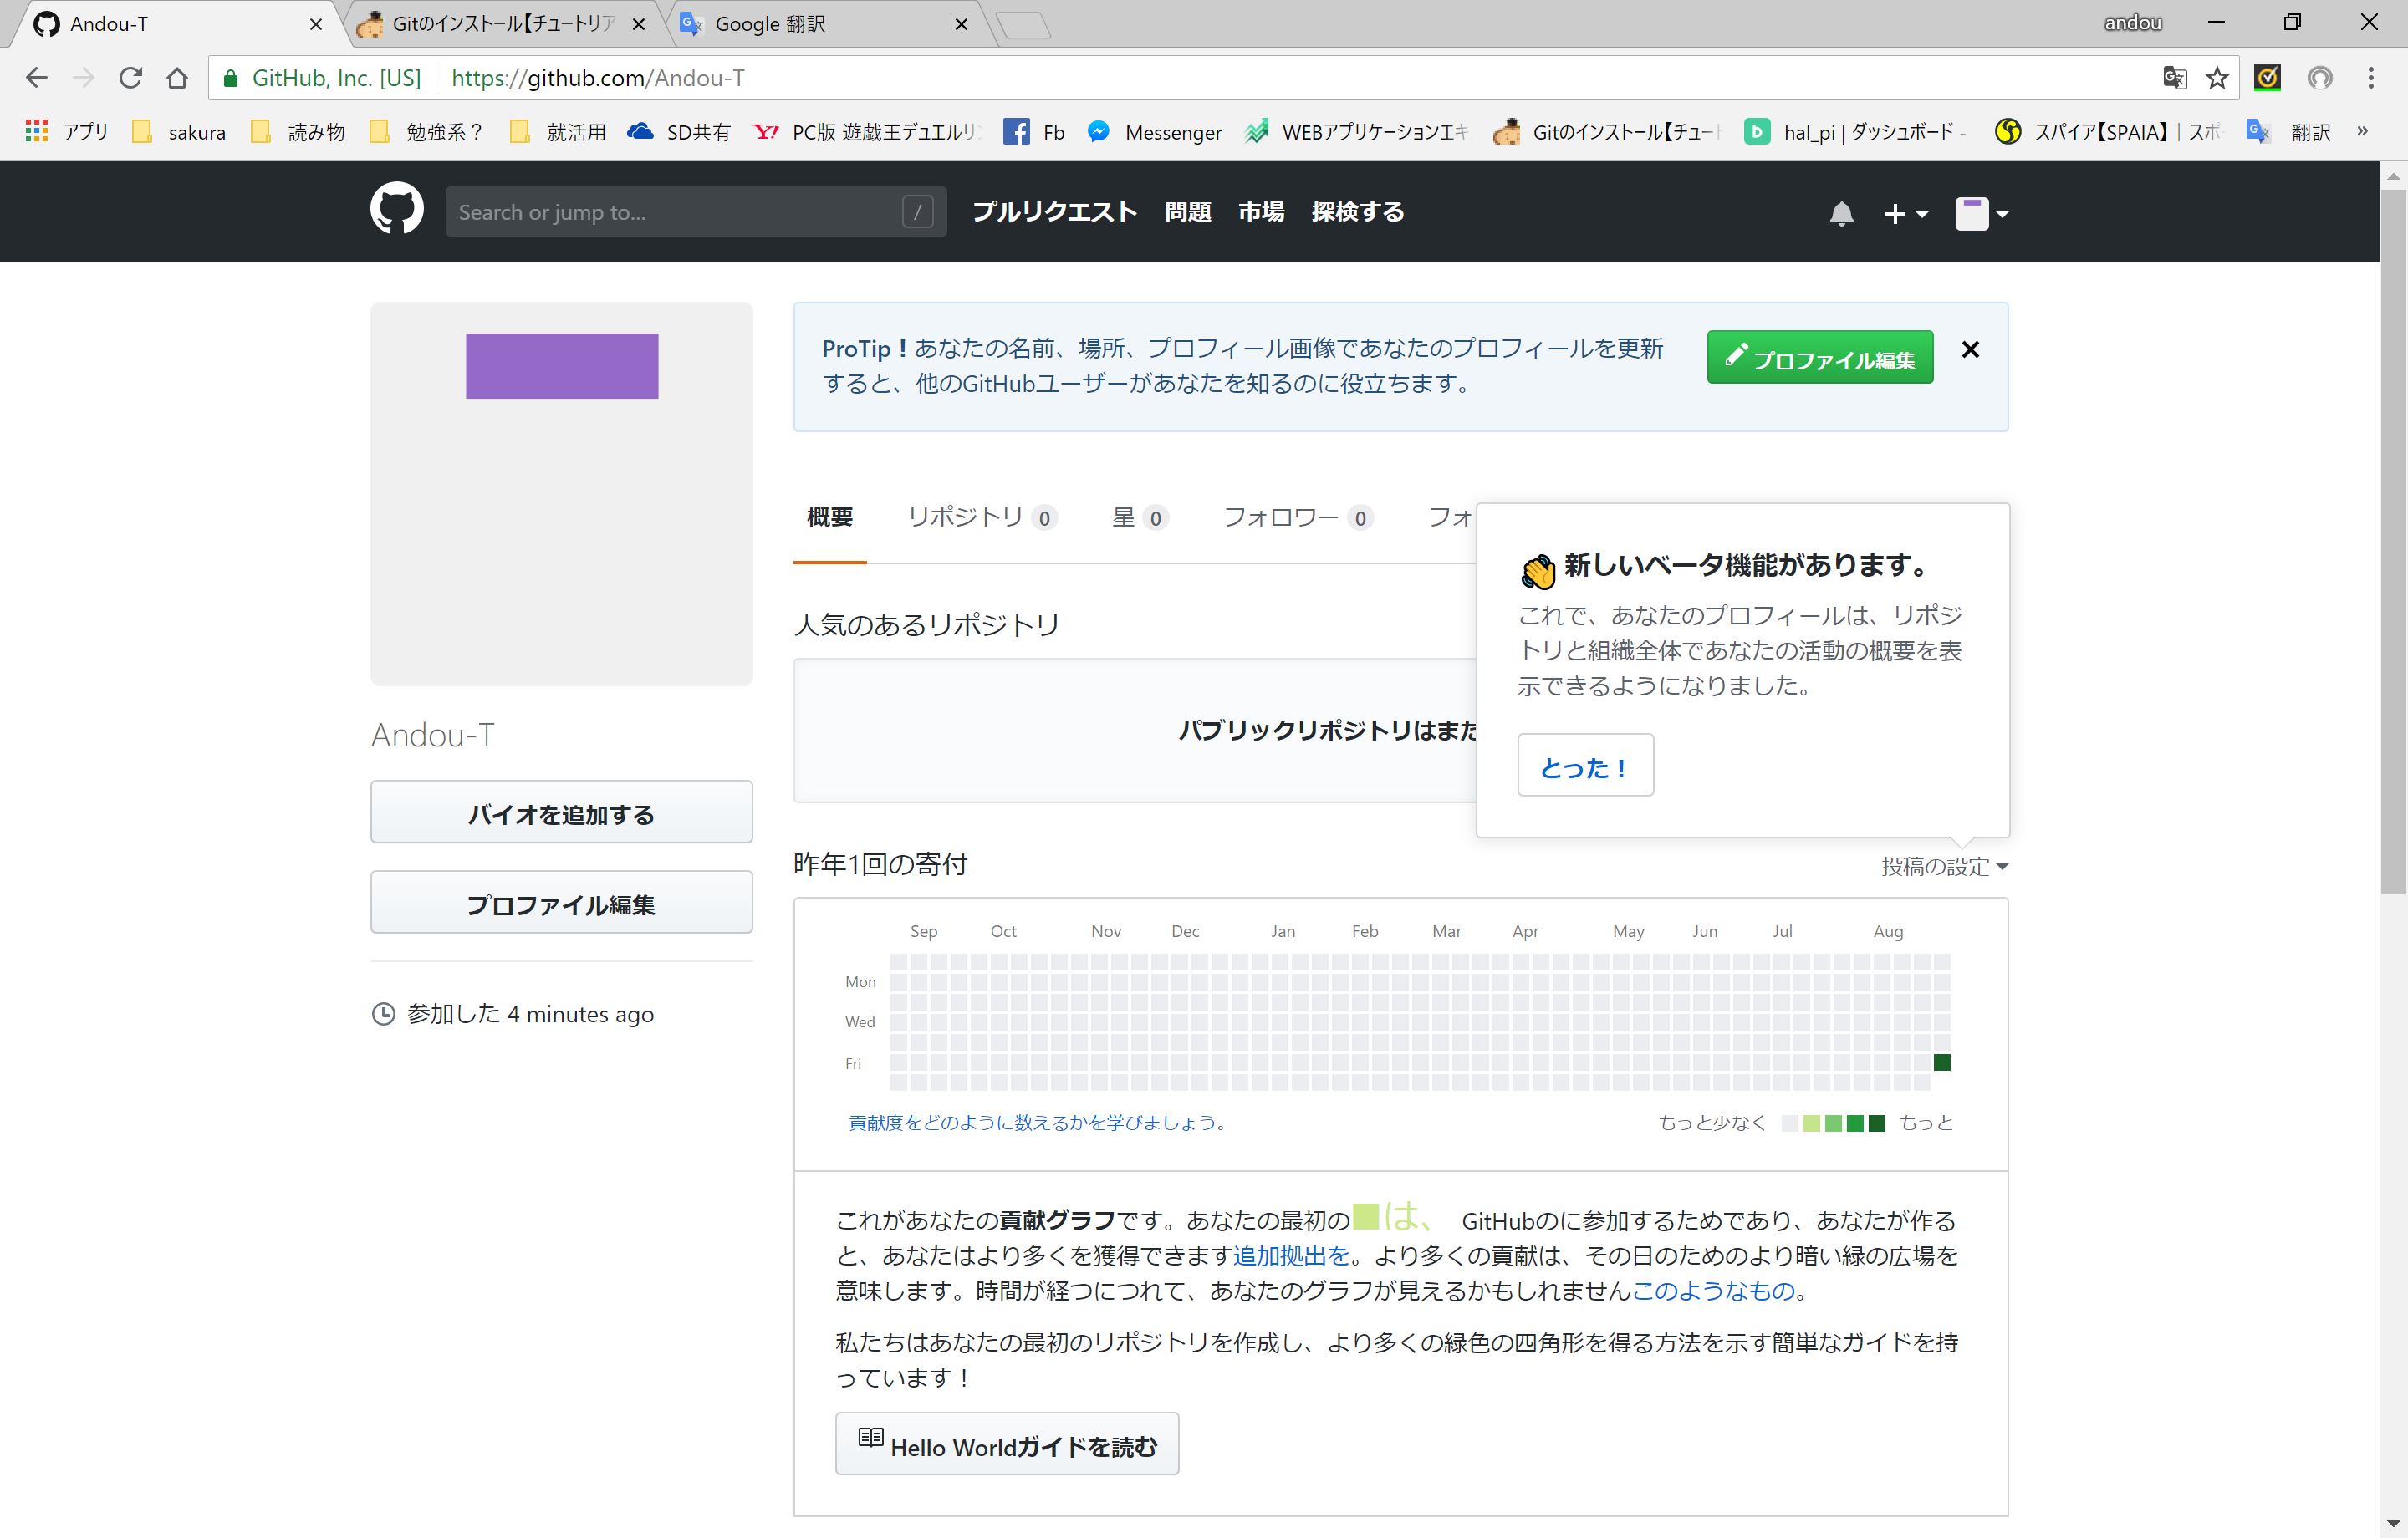 Andou-T
Gitのインストール【チュートリア
Google 翻訳
andou
GitHub, Inc. [US]
https://github.com/Andou-T
アプリ
sakura
読み物
勉強系？
就活用
SD共有
PC版 遊戯王デュエルリン
Fb
Messenger
WEBアプリケーションエキ
Gitのインストール【チュート
hal_pi | ダッシュボード -
スパイア【SPAIA】 | スポ
翻訳
»
Search or jump to...
/
プルリクエスト
問題
市場
探検する
ProTip！あなたの名前、場所、プロフィール画像であなたのプロフィールを更新
すると、他のGitHubユーザーがあなたを知るのに役立ちます。
プロファイル編集
概要
リポジトリ 0
星 0
フォロワー 0
フォ
新しいベータ機能があります。
これで、あなたのプロフィールは、リポジ
トリと組織全体であなたの活動の概要を表
示できるようになりました。
とった！
人気のあるリポジトリ
パブリックリポジトリはまだ
Andou-T
バイオを追加する
プロファイル編集
参加した 4 minutes ago
昨年1回の寄付
投稿の設定
Sep Oct Nov Dec Jan Feb Mar Apr May Jun Jul Aug
Mon
Wed
Fri
貢献度をどのように数えるかを学びましょう。
もっと少なく
もっと
これがあなたの貢献グラフです。あなたの最初の は、 GitHubのに参加するためであり、あなたが作る
と、あなたはより多くを獲得できます追加拠出を。より多くの貢献は、その日のためのより暗い緑の広場を
意味します。時間が経つにつれて、あなたのグラフが見えるかもしれませんこのようなもの。
私たちはあなたの最初のリポジトリを作成し、より多くの緑色の四角形を得る方法を示す簡単なガイドを持
っています！
Hello Worldガイドを読む